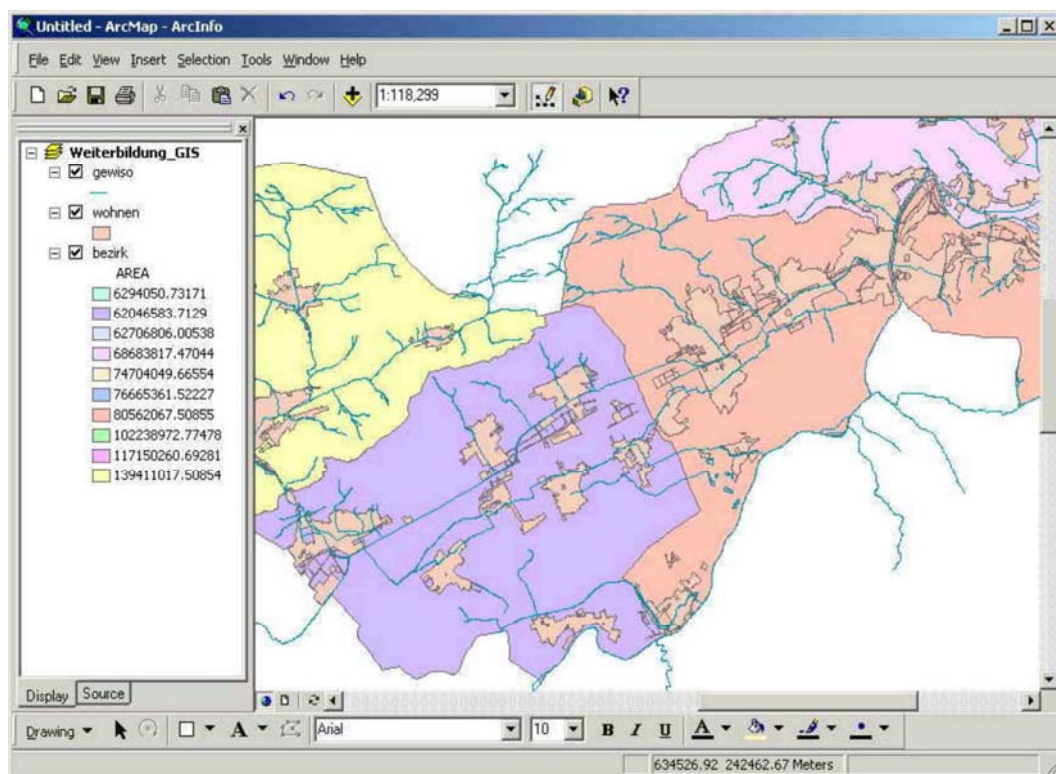 Untitled - ArcMap - ArcInfo
File Edit View Insert Selection Tools Window Help
1:118,299
Weiterbildung_GIS
gewiso
wohnen
bezirk
AREA
6294050.73171
62046583.7129
62706806.00538
68683817.47044
74704049.66554
76665361.52227
80562067.50855
102238972.77478
117150260.69281
139411017.50854
Display Source
Drawing A Arial 10 B I U A
634526.92 242462.67 Meters